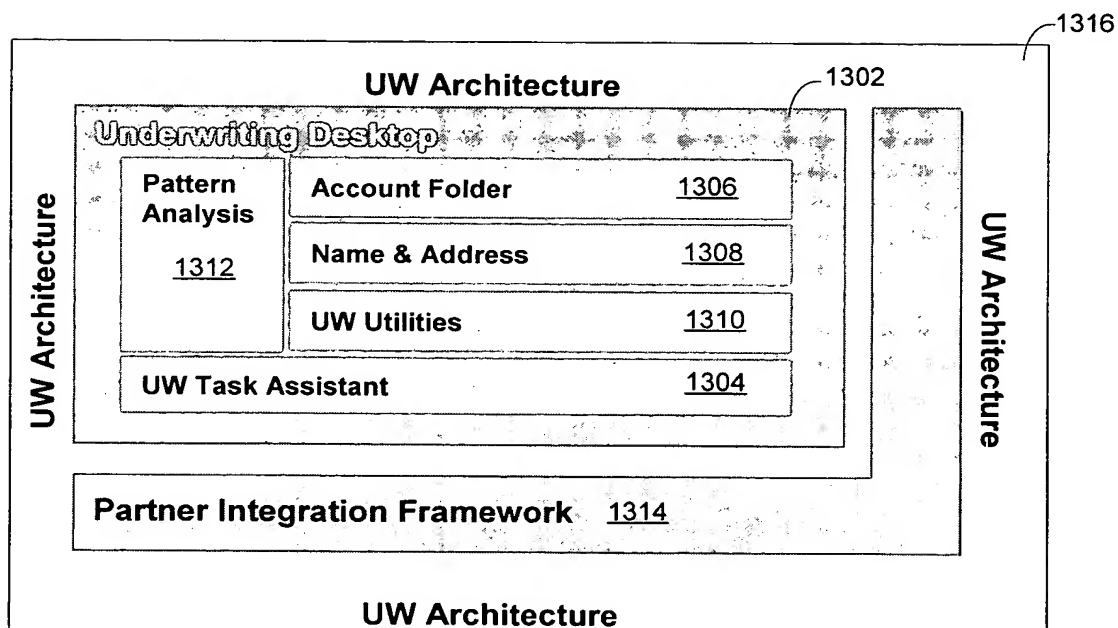 1316
UW Architecture
1302
Underwriting Desktop
Pattern
Analysis
1312
Account Folder 1306
Name & Address 1308
UW Utilities 1310
UW Task Assistant 1304
UW Architecture
UW Architecture
Partner Integration Framework 1314
UW Architecture